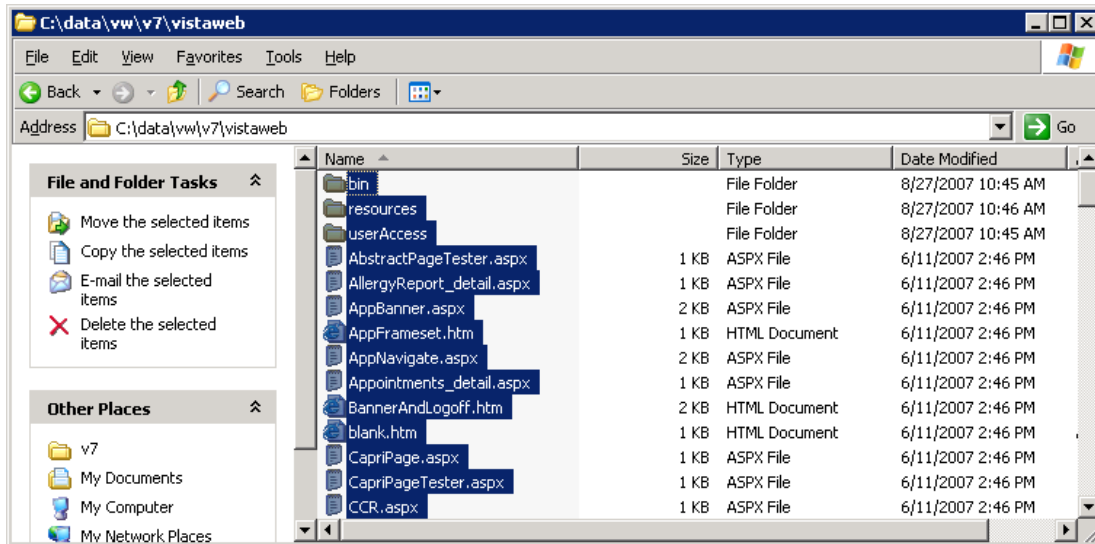 C:\data\vw\v7\vistaweb
File Edit View Favorites Tools Help
Back Search Folders
Address C:\data\vw\v7\vistaweb Go
File and Folder Tasks
Move the selected items
Copy the selected items
E-mail the selected
items
Delete the selected
items
Other Places
v7
My Documents
My Computer
My Network Places
Name Size Type Date Modified
bin File Folder 8/27/2007 10:45 AM
resources File Folder 8/27/2007 10:46 AM
userAccess File Folder 8/27/2007 10:45 AM
AbstractPageTester.aspx 1 KB ASPX File 6/11/2007 2:46 PM
AllergyReport_detail.aspx 1 KB ASPX File 6/11/2007 2:46 PM
AppBanner.aspx 2 KB ASPX File 6/11/2007 2:46 PM
AppFrameset.htm 1 KB HTML Document 6/11/2007 2:46 PM
AppNavigate.aspx 2 KB ASPX File 6/11/2007 2:46 PM
Appointments_detail.aspx 1 KB ASPX File 6/11/2007 2:46 PM
BannerAndLogoff.htm 2 KB HTML Document 6/11/2007 2:46 PM
blank.htm 1 KB HTML Document 6/11/2007 2:46 PM
CapriPage.aspx 1 KB ASPX File 6/11/2007 2:46 PM
CapriPageTester.aspx 1 KB ASPX File 6/11/2007 2:46 PM
CCR.aspx 1 KB ASPX File 6/11/2007 2:46 PM